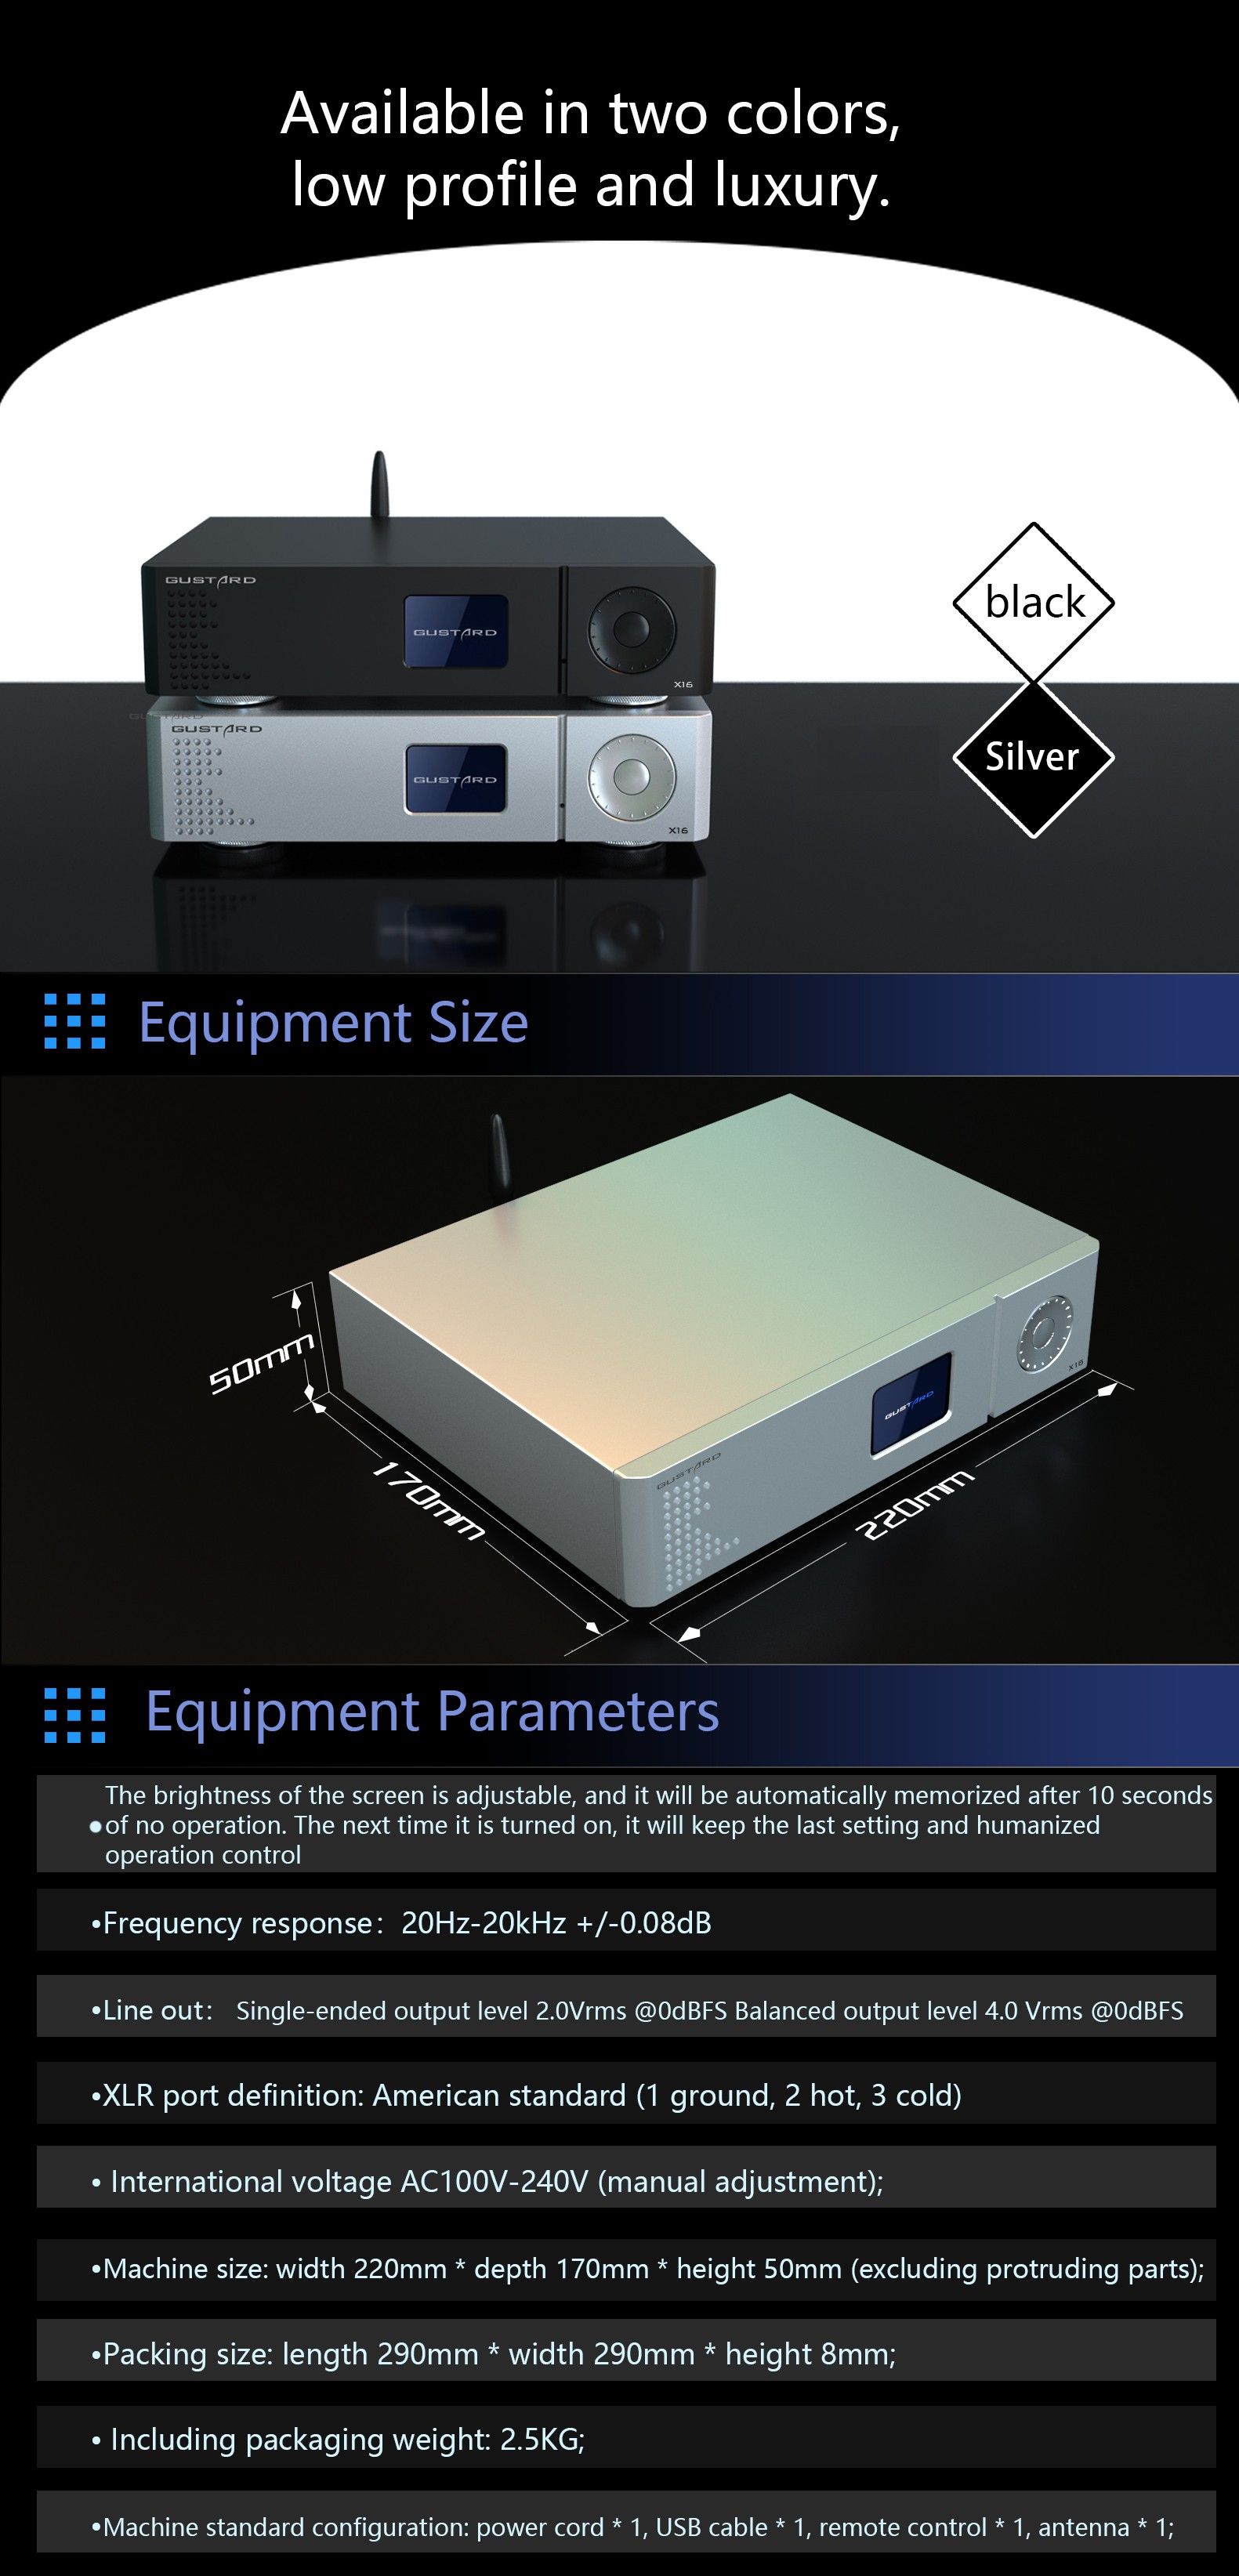 Available in two colors,
low profile and luxury.
GUSTARD
GUSTARD
X16
black
GUSTARD
GUSTARD
GUSTARD
X16
Silver
Equipment Size
50mm
170mm
220mm
GUSTARD
GUSTARD
X16
Equipment Parameters
The brightness of the screen is adjustable, and it will be automatically memorized after 10 seconds
•of no operation. The next time it is turned on, it will keep the last setting and humanized
operation control
•Frequency response： 20Hz-20kHz +/-0.08dB
•Line out： Single-ended output level 2.0Vrms @0dBFS Balanced output level 4.0 Vrms @0dBFS
•XLR port definition: American standard (1 ground, 2 hot, 3 cold)
• International voltage AC100V-240V (manual adjustment);
•Machine size: width 220mm * depth 170mm * height 50mm (excluding protruding parts);
•Packing size: length 290mm * width 290mm * height 8mm;
• Including packaging weight: 2.5KG;
•Machine standard configuration: power cord * 1, USB cable * 1, remote control * 1, antenna * 1;